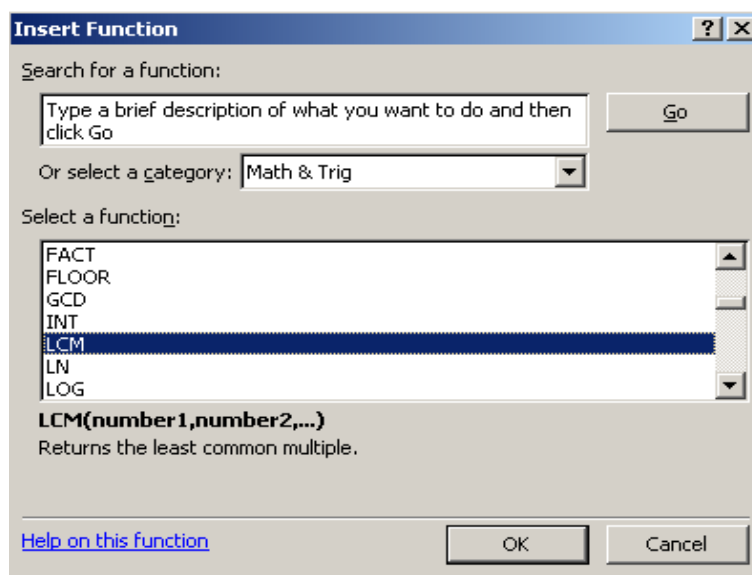 Insert Function
Search for a function:
Type a brief description of what you want to do and then
click Go
Go
Or select a category: Math & Trig
Select a function:
FACT
FLOOR
GCD
INT
LCM
LN
LOG
LCM(number1,number2,...)
Returns the least common multiple.
Help on this function
OK
Cancel